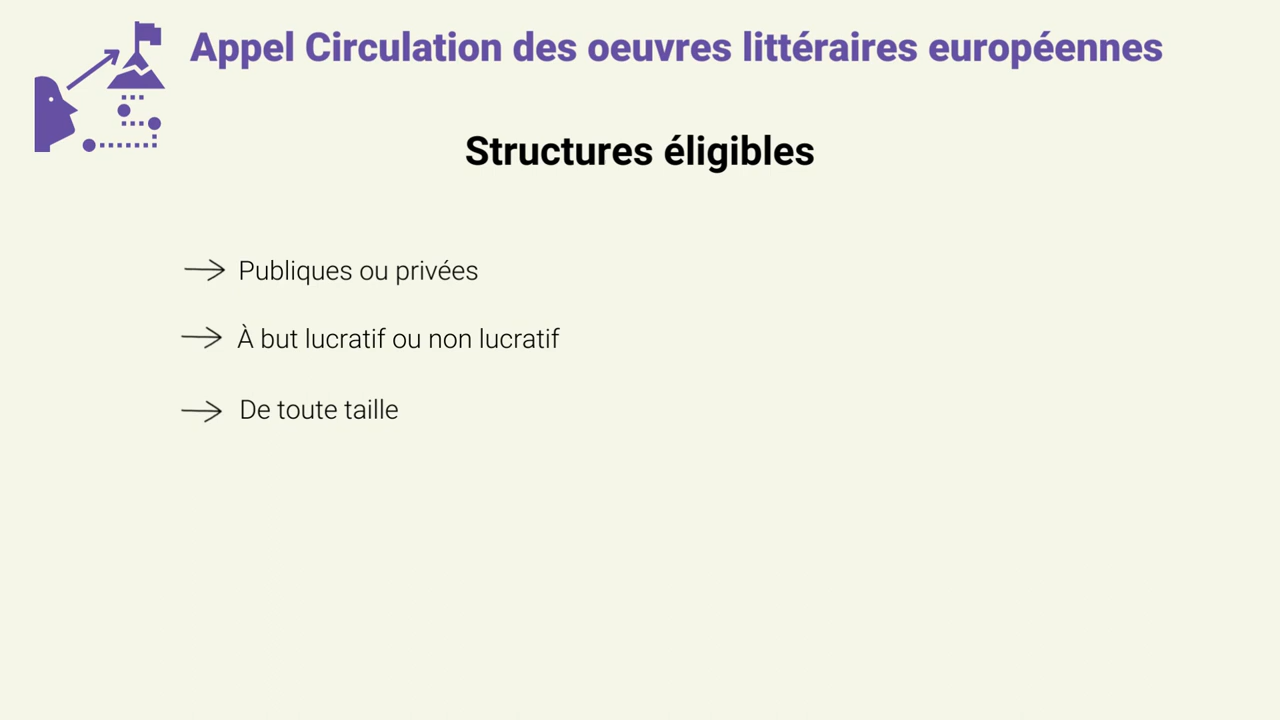 Appel Circulation des oeuvres littéraires européennes
Structures éligibles
Publiques ou privées
À but lucratif ou non lucratif
De toute taille